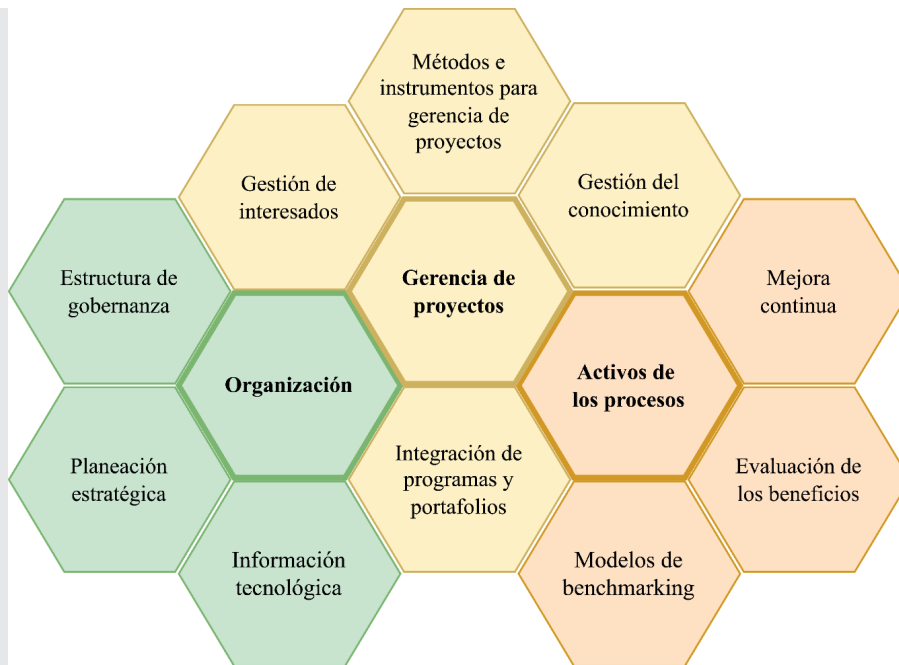 Métodos e
instrumentos para
gerencia de
proyectos
Gestión de
interesados
Gestión del
conocimiento
Estructura de
gobernanza
Gerencia de
proyectos
Mejora
continua
Organización
Activos de
los procesos
Planeación
estratégica
Integración de
programas y
portafolios
Evaluación de
los beneficios
Información
tecnológica
Modelos de
benchmarking